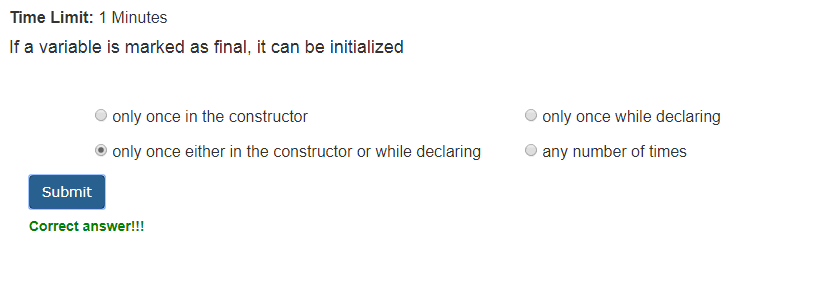 Time Limit: 1 Minutes
If a variable is marked as final, it can be initialized
only once in the constructor
only once while declaring
only once either in the constructor or while declaring
any number of times
Submit
Correct answer!!!